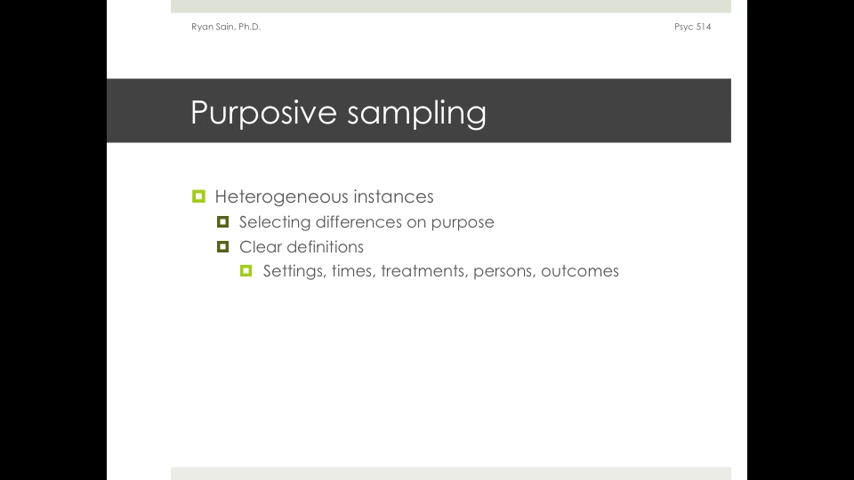 Ryan Sain, Ph.D.
Psyc 514
Purposive sampling
Heterogeneous instances
Selecting differences on purpose
Clear definitions
Settings, times, treatments, persons, outcomes